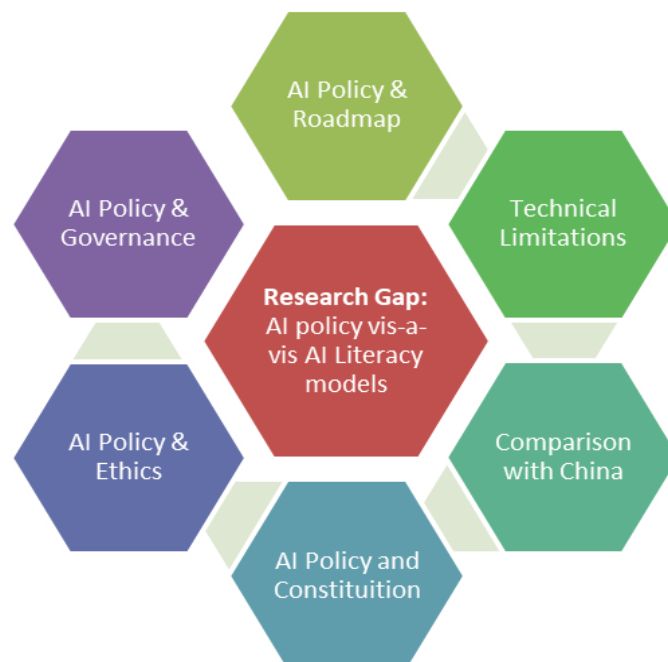 AI Policy &
Roadmap
Technical
Limitations
Comparison
with China
AI Policy and
Constituition
AI Policy &
Ethics
AI Policy &
Governance
Research Gap:
AI policy vis-a-
vis AI Literacy
models